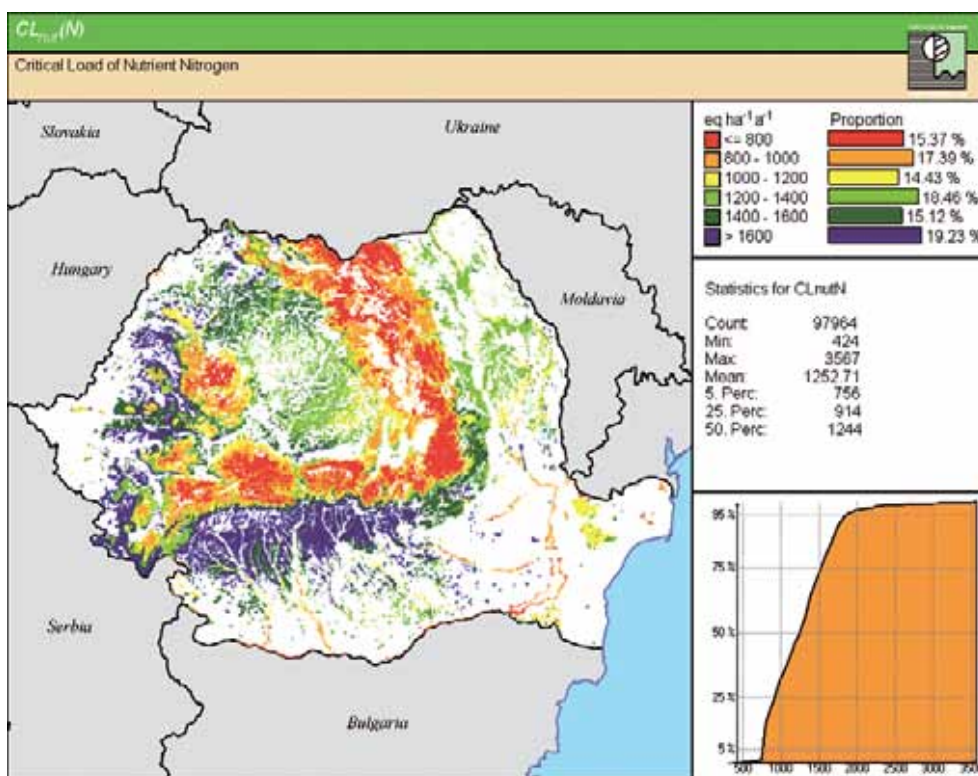 CLnut(N)
Critical Load of Nutrient Nitrogen
Slovakia
Ukraine
Hungary
Moldavia
Serbia
Bulgaria
eq ha⁻¹a⁻¹ Proportion
<= 800 15.37 %
800 - 1000 17.39 %
1000 - 1200 14.43 %
1200 - 1400 18.46 %
1400 - 1600 15.12 %
> 1600 19.23 %
Statistics for CLnutN
Count: 97964
Min: 424
Max: 3567
Mean: 1252.71
5. Perc: 756
25. Perc: 914
50. Perc: 1244
95 %
75 %
50 %
25 %
5 %
500 1000 1500 2000 2500 3000